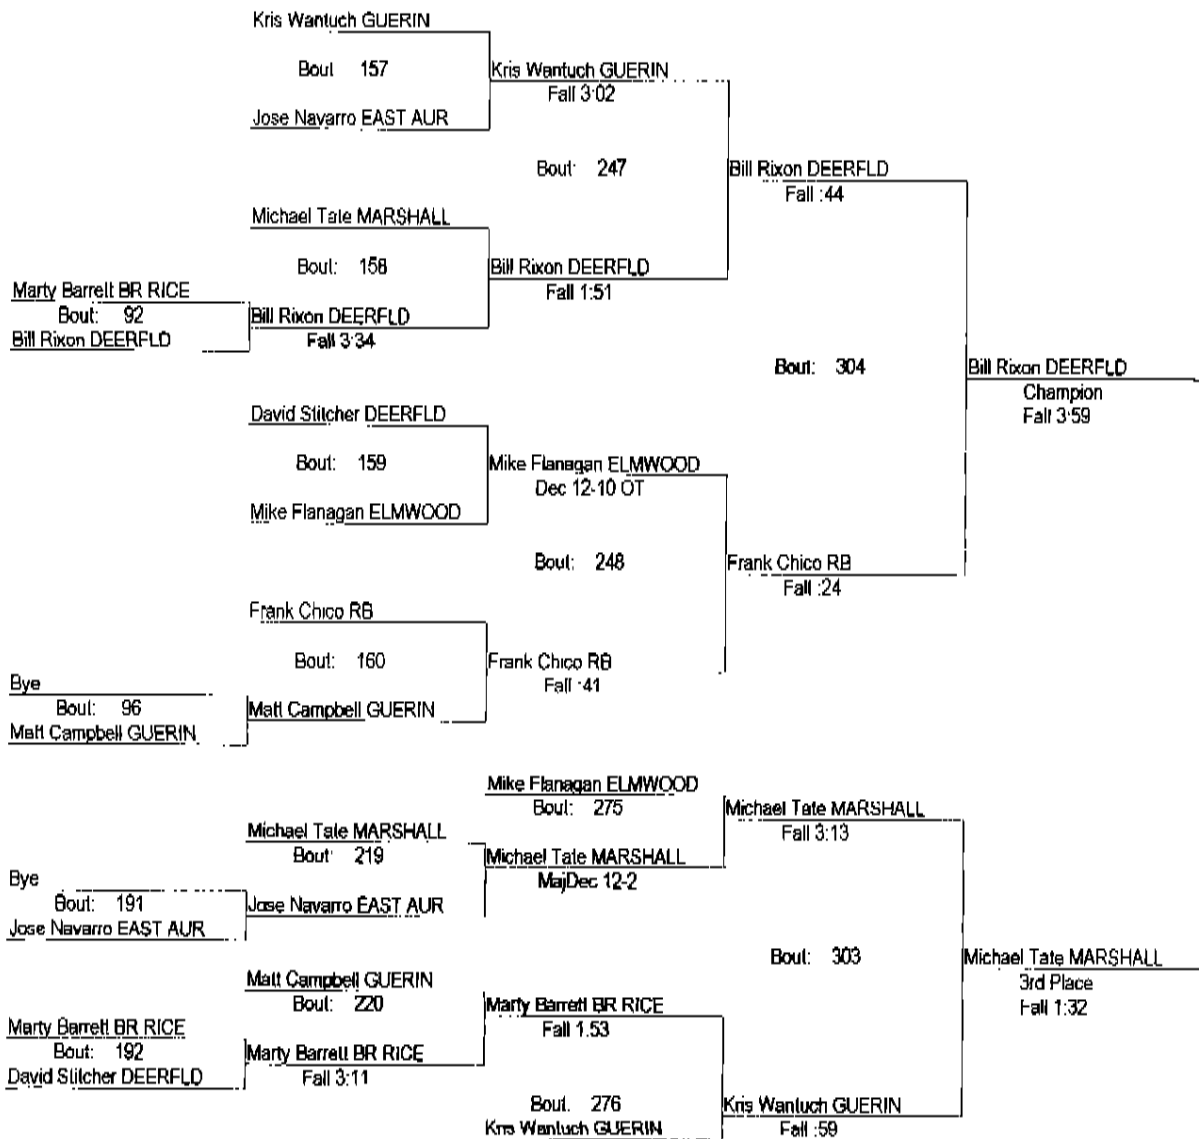 Kris Wantuch GUERIN
Bout 157
Kris Wantuch GUERIN
Fall 3:02
Jose Navarro EAST AUR
Bout: 247
Bill Rixon DEERFLD
Fall :44
Michael Tate MARSHALL
Bout: 158
Bill Rixon DEERFLD
Fall 1:51
Marty Barrett BR RICE
Bout: 92
Bill Rixon DEERFLD
Bill Rixon DEERFLD
Fall 3:34
Bout: 304
Bill Rixon DEERFLD
Champion
Fall 3:59
David Stitcher DEERFLD
Bout: 159
Mike Flanagan ELMWOOD
Dec 12-10 OT
Mike Flanagan ELMWOOD
Bout: 248
Frank Chico RB
Fall :24
Frank Chico RB
Bout: 160
Frank Chico RB
Fall :41
Bye
Bout: 96
Matt Campbell GUERIN
Matt Campbell GUERIN
Mike Flanagan ELMWOOD
Bout: 275
Michael Tate MARSHALL
Fall 3:13
Michael Tate MARSHALL
Bout: 219
Michael Tate MARSHALL
MajDec 12-2
Bye
Bout: 191
Jose Navarro EAST AUR
Jose Navarro EAST AUR
Bout: 303
Michael Tate MARSHALL
3rd Place
Fall 1:32
Matt Campbell GUERIN
Bout: 220
Marty Barrett BR RICE
Fall 1.53
Marty Barrett BR RICE
Bout: 192
David Stitcher DEERFLD
Marty Barrett BR RICE
Fall 3:11
Bout. 276
Kris Wantuch GUERIN
Kris Wantuch GUERIN
Fall :59